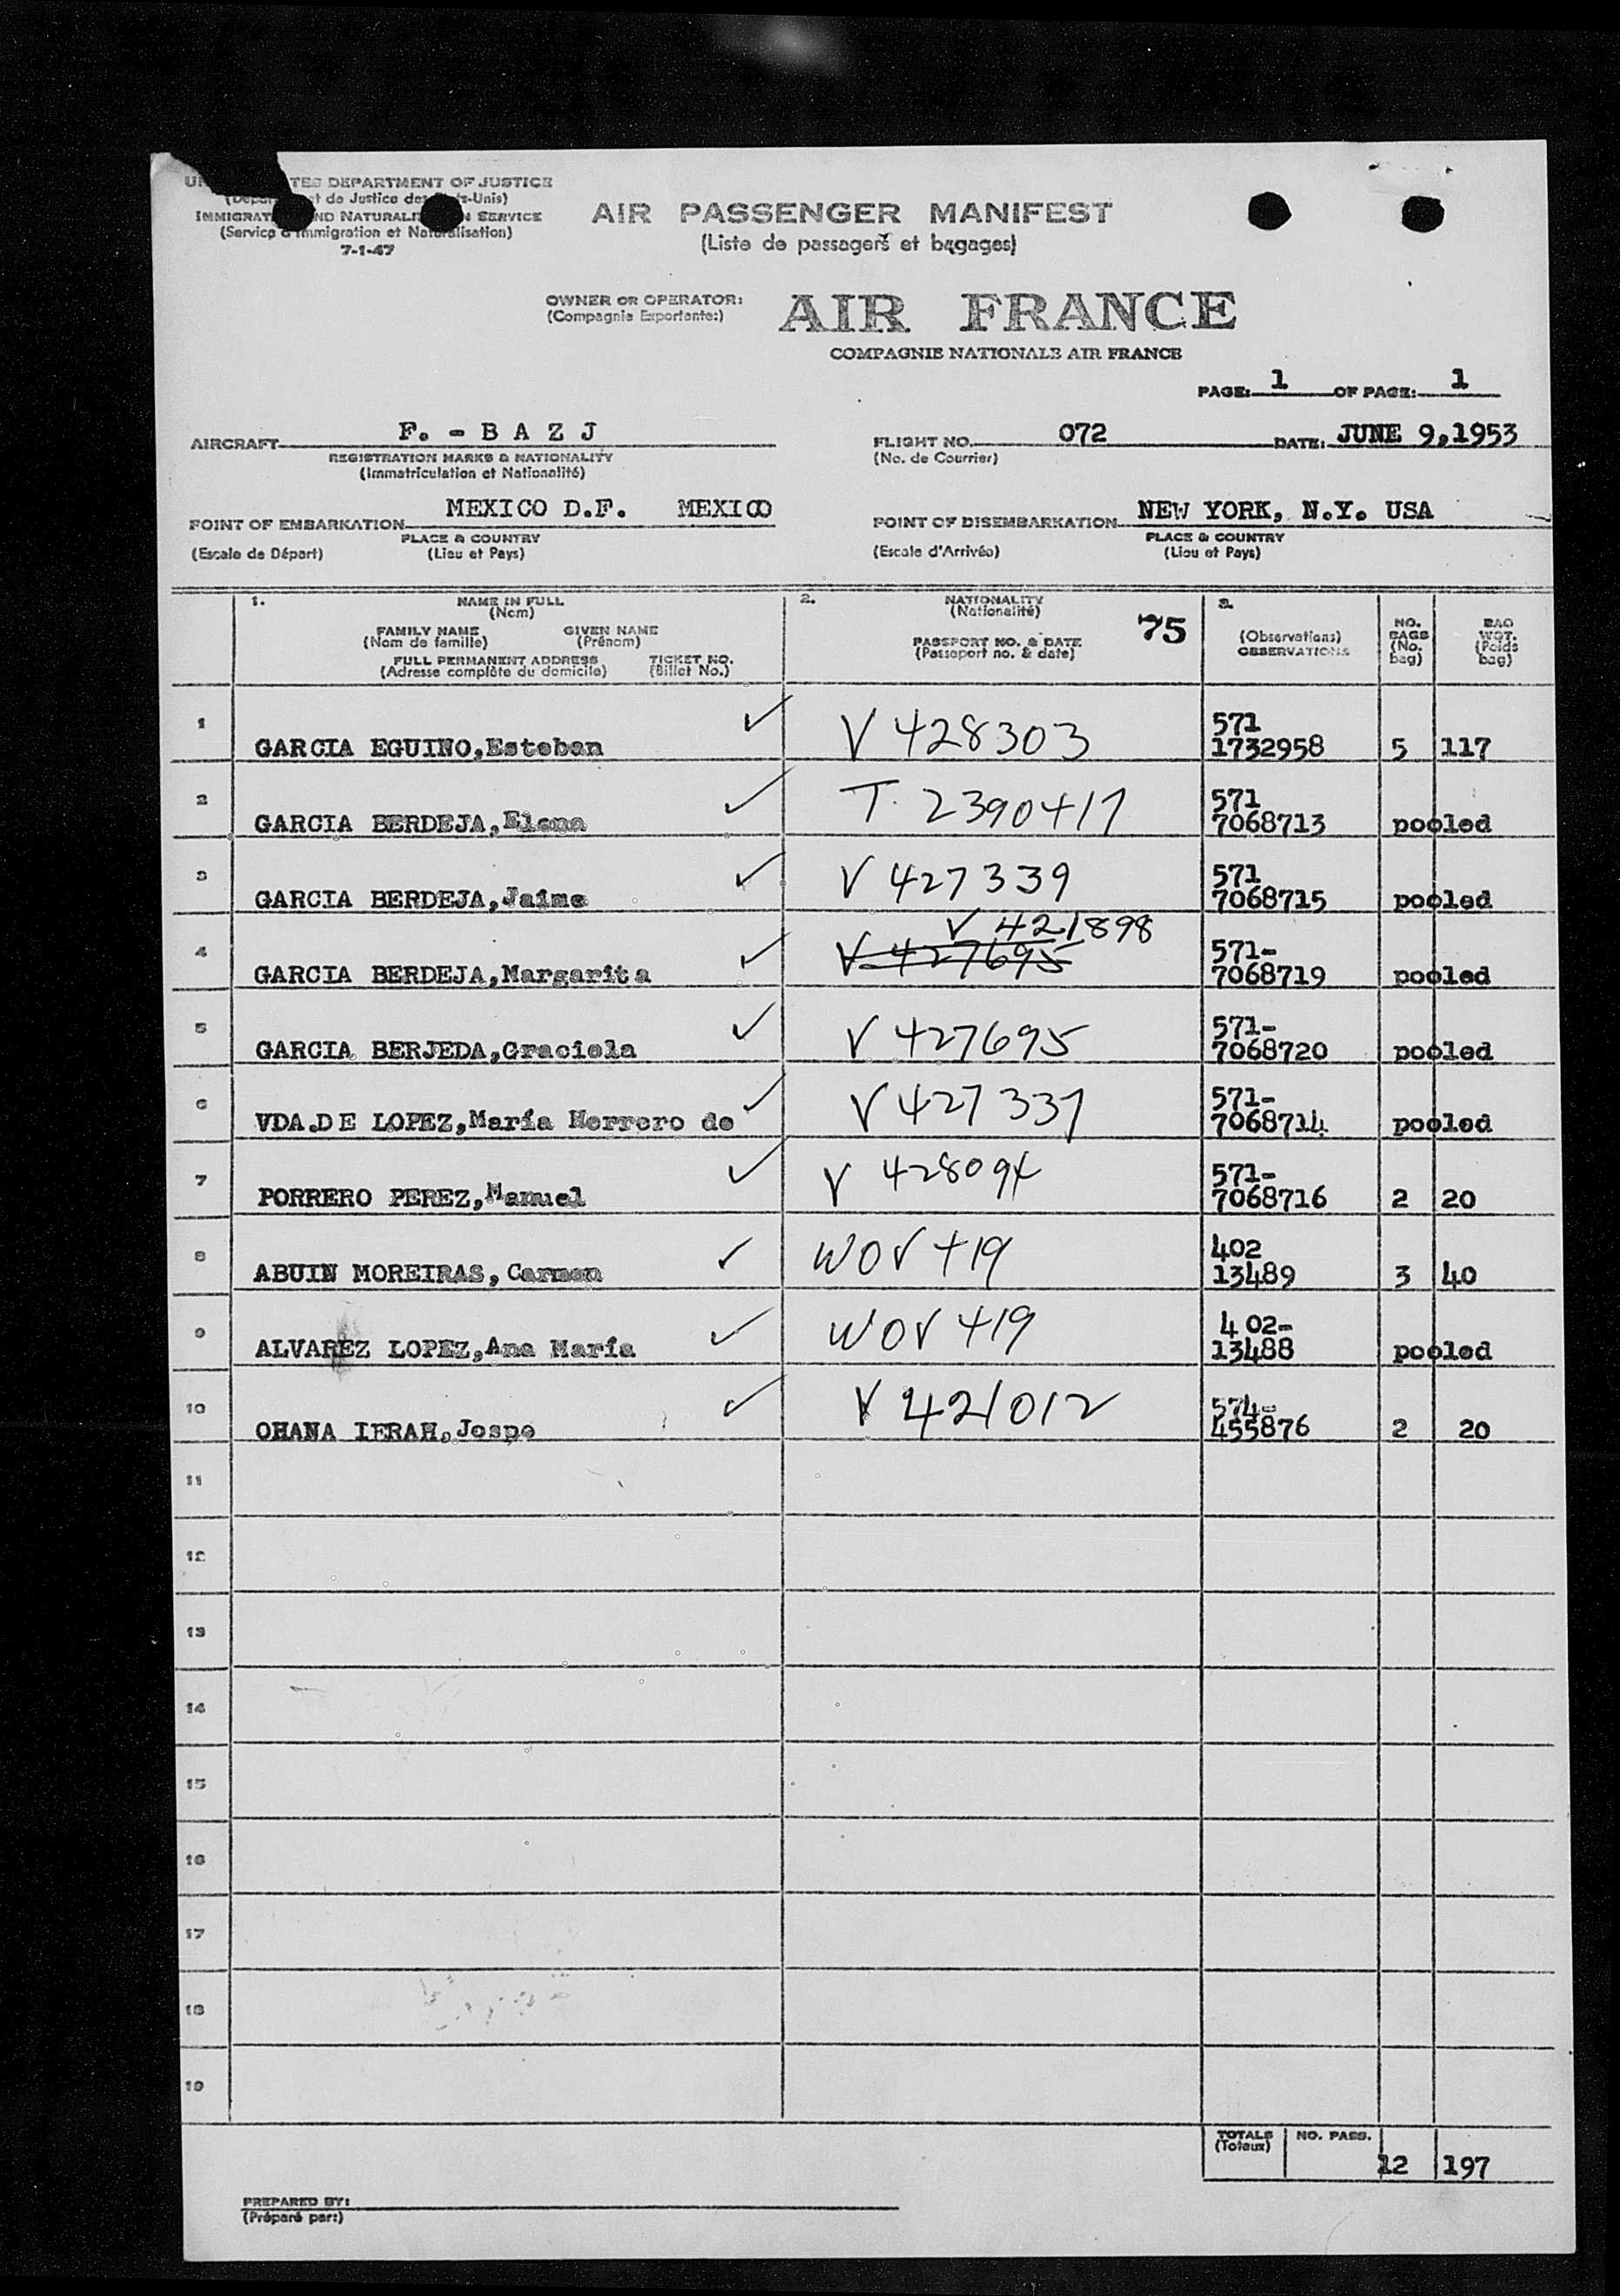 TES DEPARTMENT OF JUSTICE
de Justice des
IMMIGRAT ND NATURALI N SERVICE
(Service d'Immigration et Naturalisation)
7-1-47
AIR PASSENGER MANIFEST
(Liste de passagers et bagages)
OWNER OR OPERATOR:
(Compagnie Exportante:)
AIR FRANCE
COMPAGNIE NATIONALE AIR FRANCE
PAGE: 1 OF PAGE: 1
AIRCRAFT F. - B A Z J
REGISTRATION MARKS & NATIONALITY
(Immatriculation et Nationalité)
FLIGHT NO. 072 DATE: JUNE 9,1953
(No. de Courrier)
POINT OF EMBARKATION MEXICO D.F. MEXICO
PLACE & COUNTRY
(Escale de Départ) (Lieu et Pays)
POINT OF DISEMBARKATION NEW YORK, N.Y. USA
PLACE & COUNTRY
(Escale d'Arrivée) (Lieu et Pays)
1. NAME IN FULL
(Nom)
FAMILY NAME GIVEN NAME
(Nom de famille) (Prénom)
FULL PERMANENT ADDRESS TICKET NO.
(Adresse complète du domicile) (Billet No.)
2. NATIONALITY
(Nationalité)
75
PASSPORT NO. & DATE
(Passeport no. & date)
3.
(Observations)
OBSERVATIONS
NO.
BAGS
(No.
bag)
BAG
WGT.
(Poids
bag)
1 GARCIA EGUINO,Esteban ✓ V 428303 571
1732958 5 117
2 GARCIA BERDEJA,Elena ✓ T. 2390417 571
7068713 pooled
3 GARCIA BERDEJA,Jaime ✓ V 427339 571
7068715 pooled
V 421898
4 GARCIA BERDEJA,Margarita ✓ V 427695 571-
7068719 pooled
5 GARCIA BERJEDA,Graciela ✓ V 427695 571-
7068720 pooled
6 VDA.DE LOPEZ,María Herrero de ✓ V 427337 571-
7068714 pooled
7 PORRERO PEREZ,Manuel ✓ V 428094 571-
7068716 2 20
8 ABUIN MOREIRAS, Carmen ✓ WOV +19 402
13489 3 40
9 ALVAREZ LOPEZ,Ana María ✓ WOV +19 402-
13488 pooled
10 OHANA IFRAH,Jospe ✓ V 421012 574-
455876 2 20
11
12
13
14
15
16
17
18
19
TOTALS
(Totaux) NO. PASS. 12 197
PREPARED BY:
(Préparé par:)